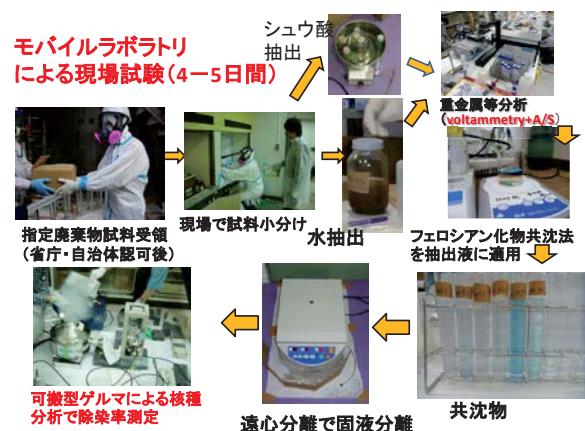 モバイルラボラトリ
による現場試験（4－5日間）
シュウ酸
抽出
重金属等分析
（voltammetry+A/S）
指定廃棄物試料受領
（省庁・自治体認可後）
現場で試料小分け
水抽出
フェロシアン化物共沈法
を抽出液に適用
可搬型ゲルマによる核種
分析で除染率測定
遠心分離で固液分離
共沈物